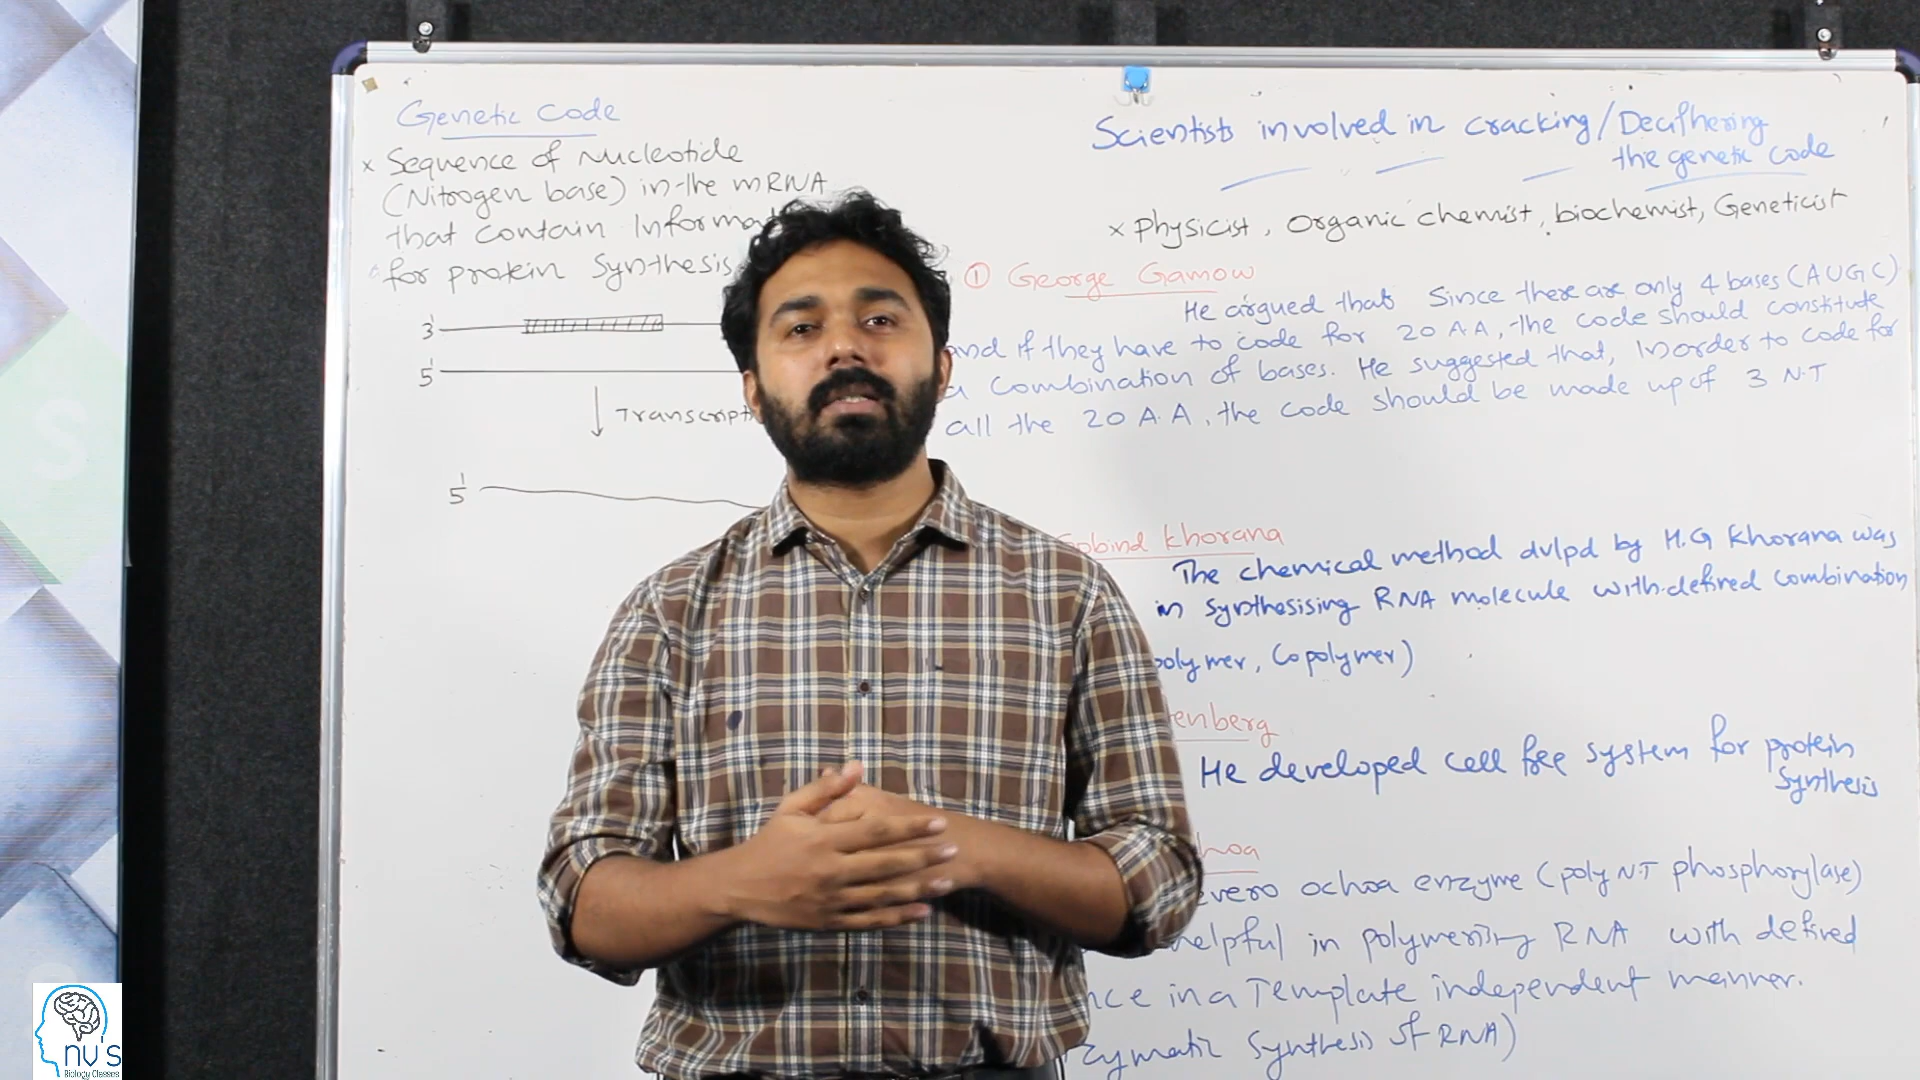 Genetic Code
x Sequence of Nucleotide
(Nitrogen base) in the mRNA
that contain Informat
for protein Synthesis
3'
5'
Transcripti
5'
Scientists involved in cracking/Decifhering
the genetic code
x Physicist, Organic chemist, biochemist, Geneticist
① George Gamow
He argued that Since there are only 4 bases (AUGC)
and if they have to code for 20 A.A, the code should constitute
a Combination of bases. He suggested that, Inorder to code for
all the 20 A.A, the code should be made up of 3 N.T
Gobind Khorana
The chemical method dvlpd by H.G Khorana was
in synthesising RNA molecule with defined combination
polymer, Copolymer)
enberg
He developed cell free system for protein
Synthesis
hoa
evero ochoa enzyme (poly N.T phosphorylase)
helpful in polymerising RNA with defined
nce in a Template independent manner.
zymatic Synthesis of RNA)
nv's
Biology Classes